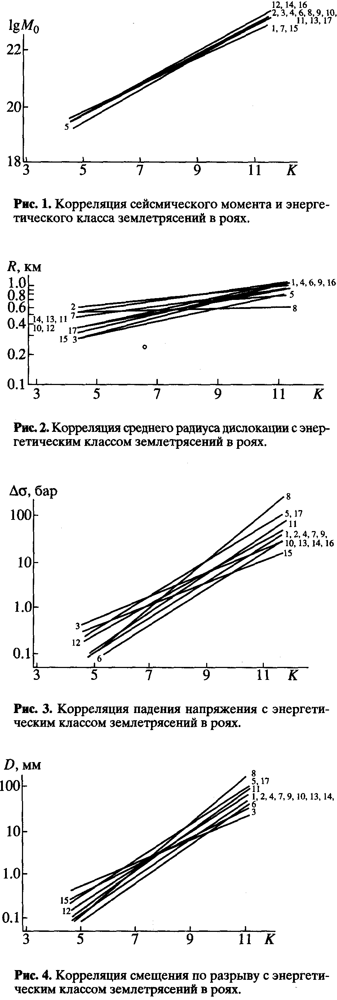 12, 14, 16
2, 3, 4, 6, 8, 9, 10,
11, 13, 17
1, 7, 15
lgM₀
22
20
5
18
3 5 7 9 11 K
Рис. 1. Корреляция сейсмического момента и энерге-
тического класса землетрясений в роях.
R, км
1.0
1, 4, 6, 9, 16
0.8
5
0.6
2
8
7
14, 13, 11
0.4
10, 12
17
15 3
0.2
0.1
3 5 7 9 11 K
Рис. 2. Корреляция среднего радиуса дислокации с энер-
гетическим классом землетрясений в роях.
Δσ, бар
8
100
5, 17
11
1, 2, 4, 7, 9,
10, 13, 14, 16
15
10
1.0
3
12
0.1
6
3 5 7 9 11 K
Рис. 3. Корреляция падения напряжения с энергети-
ческим классом землетрясений в роях.
D, мм
8
5, 17
100
11
1, 2, 4, 7, 9, 10, 13, 14,
6
3
10
1.0
15
12
0.1
3 5 7 9 11 K
Рис. 4. Корреляция смещения по разрыву с энергети-
ческим классом землетрясений в роях.